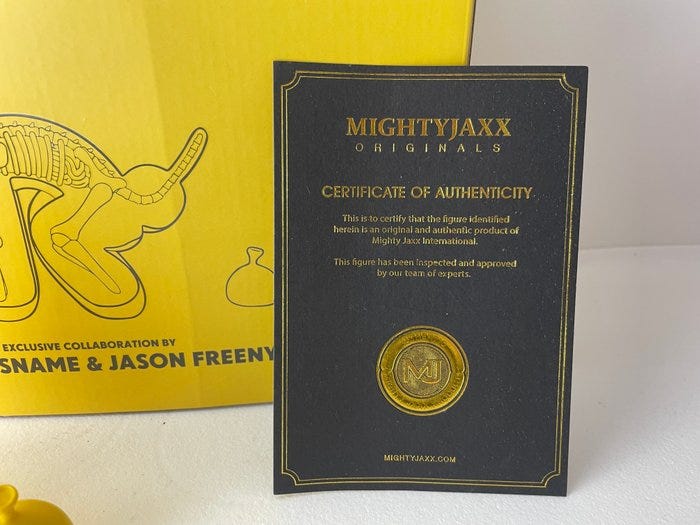 EXCLUSIVE COLLABORATION BY
SNAME & JASON FREENY
MIGHTYJAXX
ORIGINALS
CERTIFICATE OF AUTHENTICITY
This is to certify that the figure identified
herein is an original and authentic product of
Mighty Jaxx International.
This figure has been inspected and approved
by our team of experts.
MJ
MIGHTYJAXX.COM